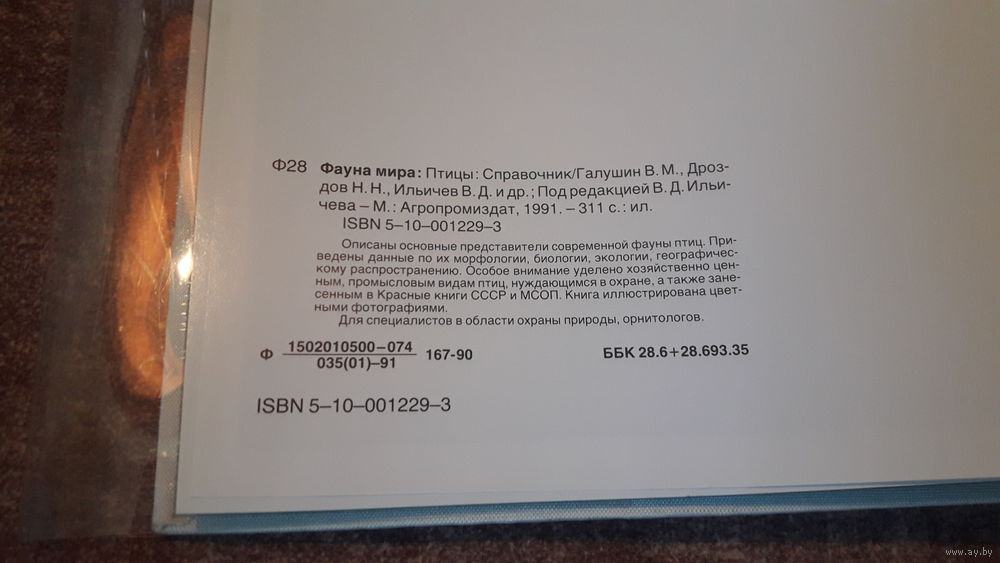 Ф28 Фауна мира: Птицы: Справочник/Галушин В. М., Дроз-
дов Н. Н., Ильичев В. Д. и др.; Под редакцией В. Д. Ильи-
чева – М.: Агропромиздат, 1991. – 311 с.: ил.
ISBN 5–10–001229–3
Описаны основные представители современной фауны птиц. При-
ведены данные по их морфологии, биологии, экологии, географичес-
кому распространению. Особое внимание уделено хозяйственно цен-
ным, промысловым видам птиц, нуждающимся в охране, а также зане-
сенным в Красные книги СССР и МСОП. Книга иллюстрирована цвет-
ными фотографиями.
Для специалистов в области охраны природы, орнитологов.
1502010500–074
Ф 167-90 ББК 28.6+28.693.35
035(01)–91
ISBN 5–10–001229–3
www.ay.by